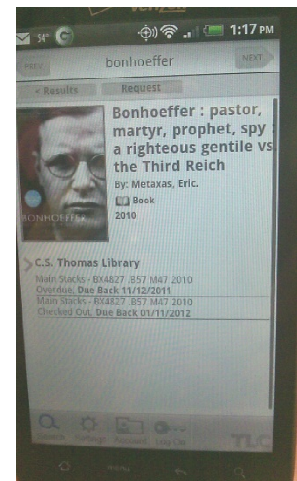 54°
1:17 PM
PREV
bonhoeffer
NEXT
< Results
Request
Bonhoeffer : pastor,
martyr, prophet, spy :
a righteous gentile vs.
the Third Reich
By: Metaxas, Eric.
Book
2010
BONHOEFFER
C.S. Thomas Library
Main Stacks - BX4827 .B57 M47 2010
Overdue. Due Back 11/12/2011
Main Stacks - BX4827 .B57 M47 2010
Checked Out. Due Back 01/11/2012
Search
Settings
Account
Log On
TLC
MENU